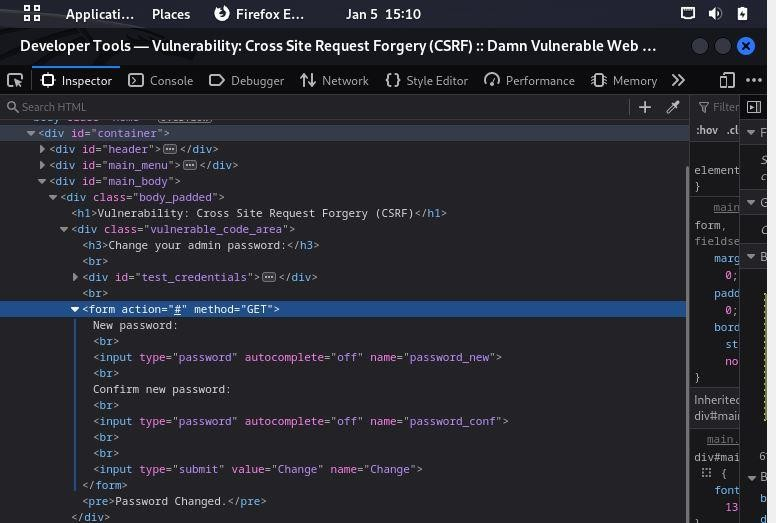 Applicati... Places Firefox E... Jan 5 15:10
Developer Tools — Vulnerability: Cross Site Request Forgery (CSRF) :: Damn Vulnerable Web ...
Inspector Console Debugger Network Style Editor Performance Memory
Search HTML
Filter
<div id="container">
:hov .cl
<div id="header"> </div>
<div id="main_menu"> </div>
<div id="main_body">
<div class="body_padded">
<h1>Vulnerability: Cross Site Request Forgery (CSRF)</h1>
<div class="vulnerable_code_area">
<h3>Change your admin password:</h3>
<br>
<div id="test_credentials"> </div>
<br>
<form action="#" method="GET">
New password:
<br>
<input type="password" autocomplete="off" name="password_new">
<br>
Confirm new password:
<br>
<input type="password" autocomplete="off" name="password_conf">
<br>
<br>
<input type="submit" value="Change" name="Change">
</form>
<pre>Password Changed.</pre>
</div>
element
}
main
form,
fieldse
marg
0;
padd
0;
bord
st
no
}
Inherited
div#mai
main.
div#mai
{
font
13
F
S
c
G
C
B
B
b
d